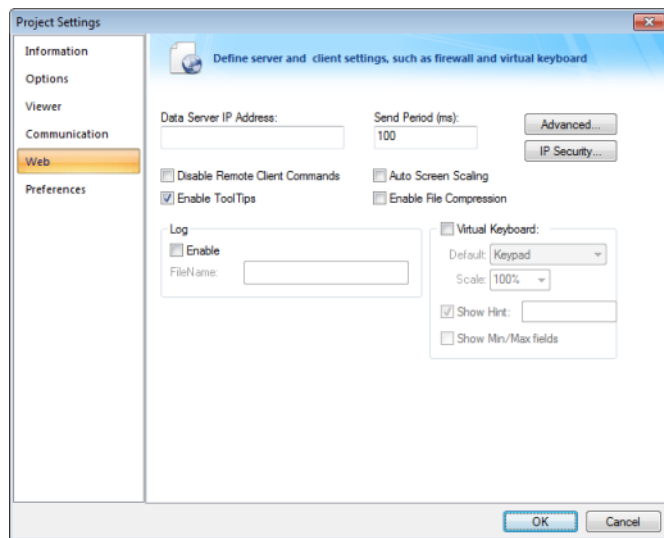 Project Settings
Information
Options
Viewer
Communication
Web
Preferences
Define server and client settings, such as firewall and virtual keyboard
Data Server IP Address:
Send Period (ms):
100
Advanced...
IP Security...
Disable Remote Client Commands
Auto Screen Scaling
Enable ToolTips
Enable File Compression
Log
Enable
FileName:
Virtual Keyboard:
Default: Keypad
Scale: 100%
Show Hint:
Show Min/Max fields
OK
Cancel